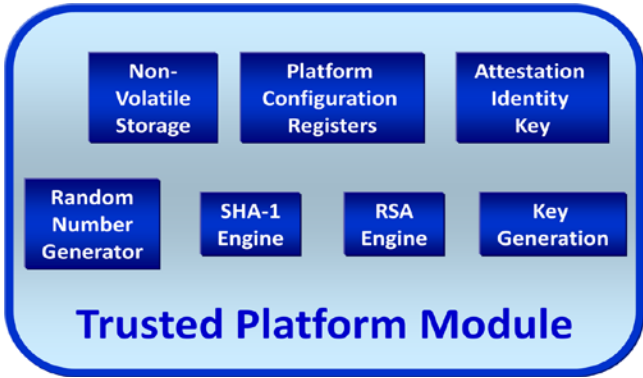 Non-
Volatile
Storage
Platform
Configuration
Registers
Attestation
Identity
Key
Random
Number
Generator
SHA-1
Engine
RSA
Engine
Key
Generation
Trusted Platform Module